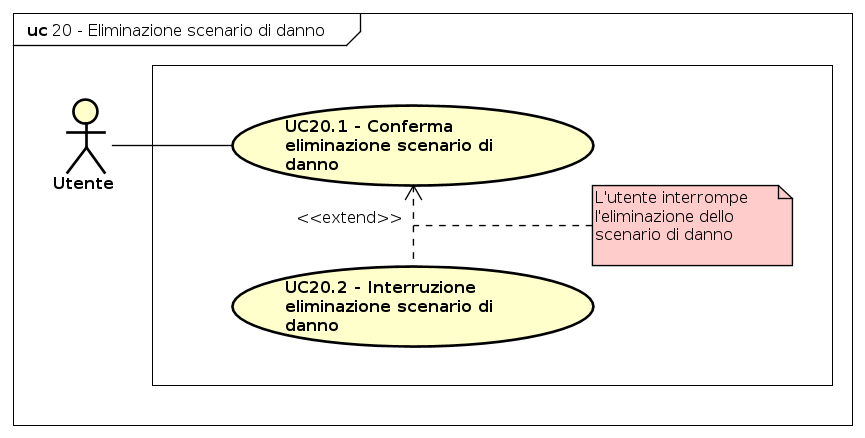 uc 20 - Eliminazione scenario di danno
UC20.1 - Conferma
eliminazione scenario di
danno
Utente
L'utente interrompe
l'eliminazione dello
scenario di danno
<<extend>>
UC20.2 - Interruzione
eliminazione scenario di
danno